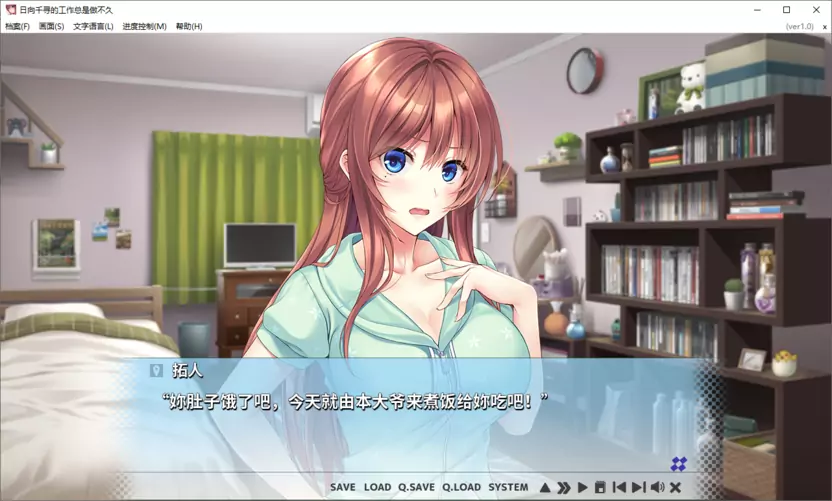 日向千寻的工作总是做不久
档案(F) 画面(S) 文字语言(L) 进度控制(M) 帮助(H) (ver1.0) x
拓人
“妳肚子饿了吧，今天就由本大爷来煮饭给妳吃吧！”
SAVE LOAD Q.SAVE Q.LOAD SYSTEM